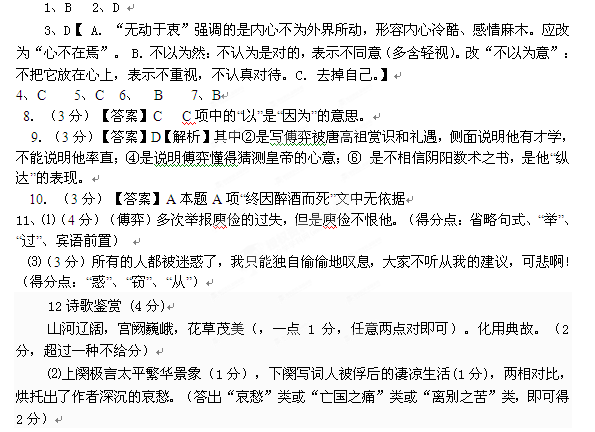 1、B　2、D
3、D【 A. “无动于衷”强调的是内心不为外界所动，形容内心冷酷、感情麻木。应改
为“心不在焉”。 B. 不以为然：不认为是对的，表示不同意（多含轻视）。改“不以为意”：
不把它放在心上，表示不重视，不认真对待。C. 去掉自己。】
4、C　5、C　6、B　7、B
8. （3 分）【答案】C　C 项中的“以”是“因为”的意思。
9. （3 分）【答案】D【解析】其中②是写傅弈被唐高祖赏识和礼遇，侧面说明他有才学，
不能说明他率直；④是说明傅弈懂得猜测皇帝的心意；⑥ 是不相信阴阳数术之书，是他“纵
达”的表现。
10. （3 分）【答案】A 本题 A 项“终因醉酒而死”文中无依据
11、⑴（4 分）（傅弈）多次举报庾俭的过失，但是庾俭不恨他。（得分点：省略句式、“举”、
“过”、宾语前置）
⑶（3 分）所有的人都被迷惑了，我只能独自偷偷地叹息，大家不听从我的建议，可悲啊！
（得分点：“惑”、“窃”、“从”）
12 诗歌鉴赏（4 分）
山河辽阔，宫阙巍峨，花草茂美（，一点 1 分，任意两点对即可）。化用典故。（2
分，超过一种不给分）
⑵上阕极言太平繁华景象（1 分），下阕写词人被俘后的凄凉生活(1 分)，两相对比，
烘托出了作者深沉的哀愁。（答出“哀愁”类或“亡国之痛”类或“离别之苦”类，即可得
2 分）